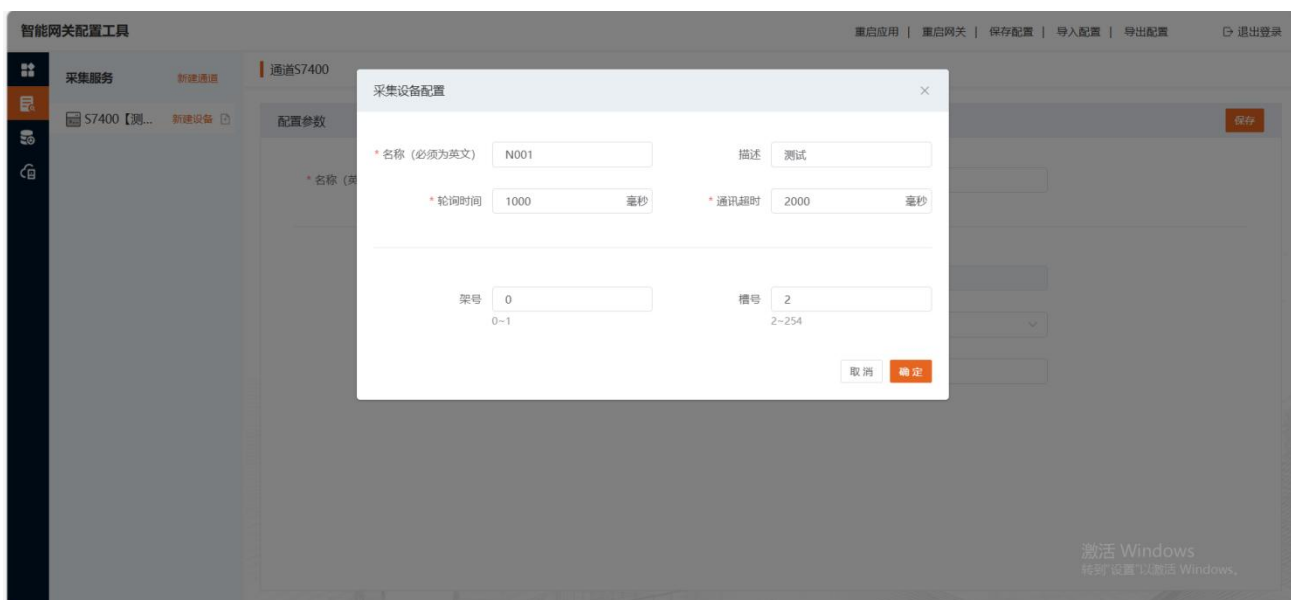 智能网关配置工具
重启应用 | 重启网关 | 保存配置 | 导入配置 | 导出配置 退出登录
采集服务 新建通道
通道S7400
S7400【测... 新建设备
配置参数 保存
* 名称（英
采集设备配置
* 名称（必须为英文） N001 描述 测试
* 轮询时间 1000 毫秒 * 通讯超时 2000 毫秒
架号 0 槽号 2
0~1 2~254
取消 确定
激活 Windows
转到"设置"以激活 Windows。